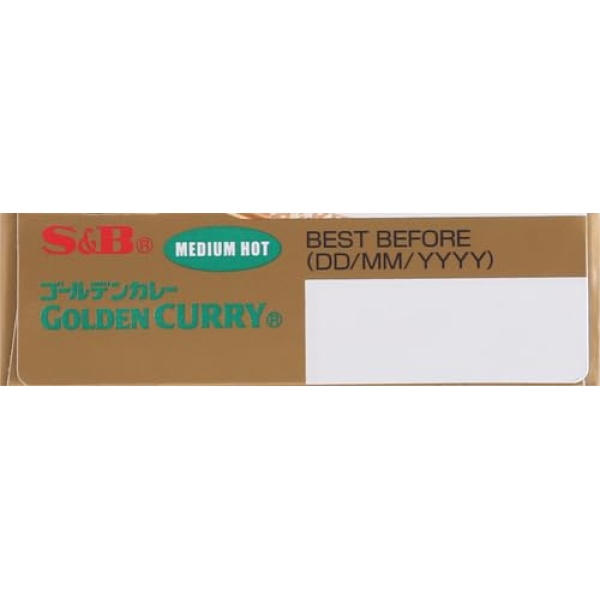 S&B®
MEDIUM HOT
ゴールデンカレー
GOLDEN CURRY®
BEST BEFORE
(DD/MM/YYYY)